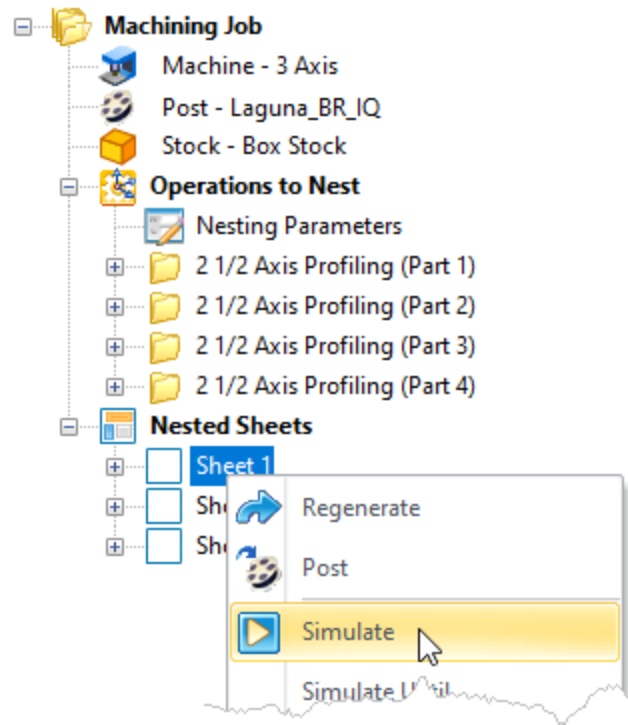 Machining Job
Machine - 3 Axis
Post - Laguna_BR_IQ
Stock - Box Stock
Operations to Nest
Nesting Parameters
2 1/2 Axis Profiling (Part 1)
2 1/2 Axis Profiling (Part 2)
2 1/2 Axis Profiling (Part 3)
2 1/2 Axis Profiling (Part 4)
Nested Sheets
Sheet 1
Regenerate
Post
Simulate
Simulate Until